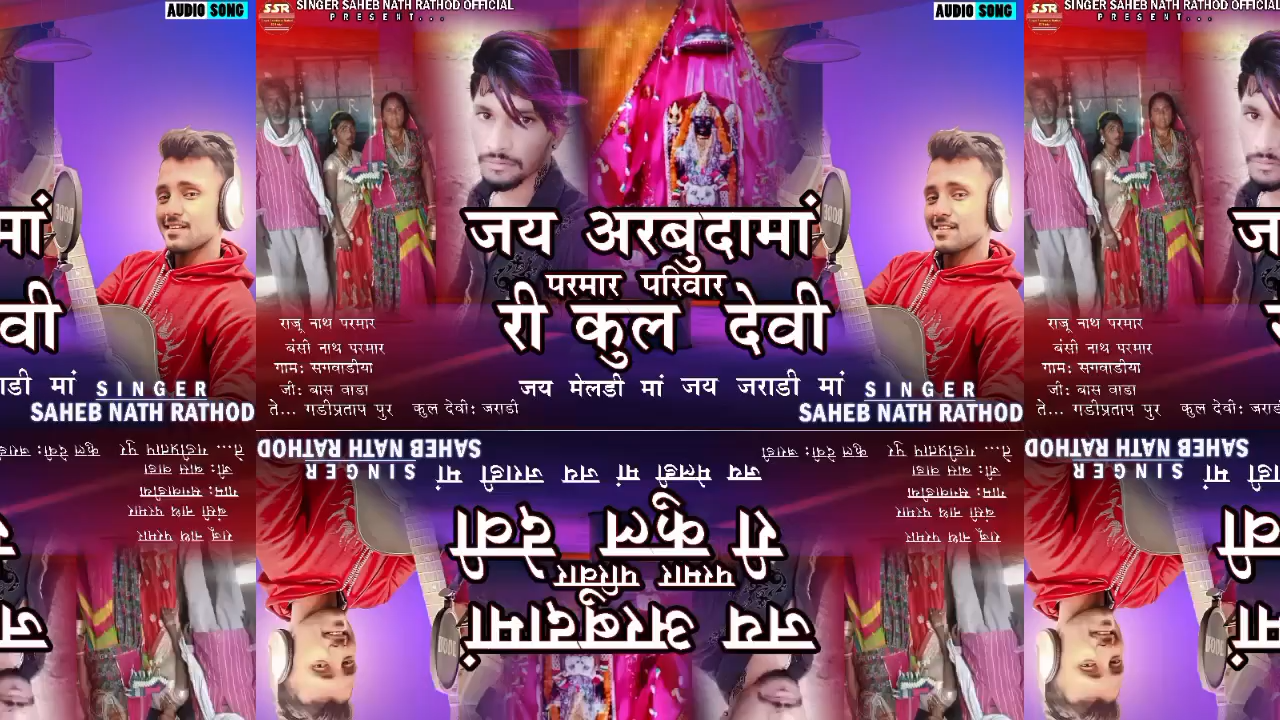 SSR
SINGER SAHEB NATH RATHOD OFFICIAL
PRESENT...
AUDIO SONG
जय अरबुदामां
परमार परिवार
री कुल देवी
राजू नाथ परमार
बंसी नाथ परमार
गाम: सगवाडीया
जी: बास वाडा
ते... गडीप्रताप पुर
कुल देवी: जराडी
जय मेलडी मां जय जराडी मां
SINGER
SAHEB NATH RATHOD